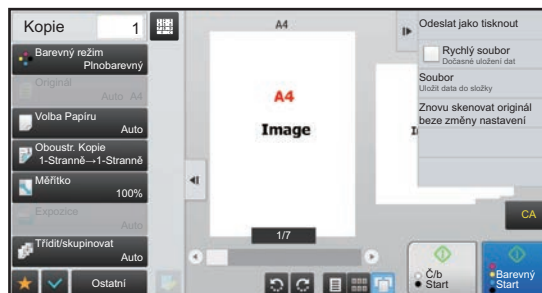 Kopie 1
Barevný režim
Plnobarevný
Originál
Auto A4
Volba Papíru
Auto
Oboustr. Kopie
1-Stranně→1-Stranně
Měřítko
100%
Expozice
Auto
Třídit/skupinovat
Auto
Ostatní
A4
A4
Image
1/7
Odeslat jako tisknout
Rychlý soubor
Dočasné uložení dat
Soubor
Uložit data do složky
Znovu skenovat originál
beze změny nastavení
CA
Č/b
Start
Barevný
Start